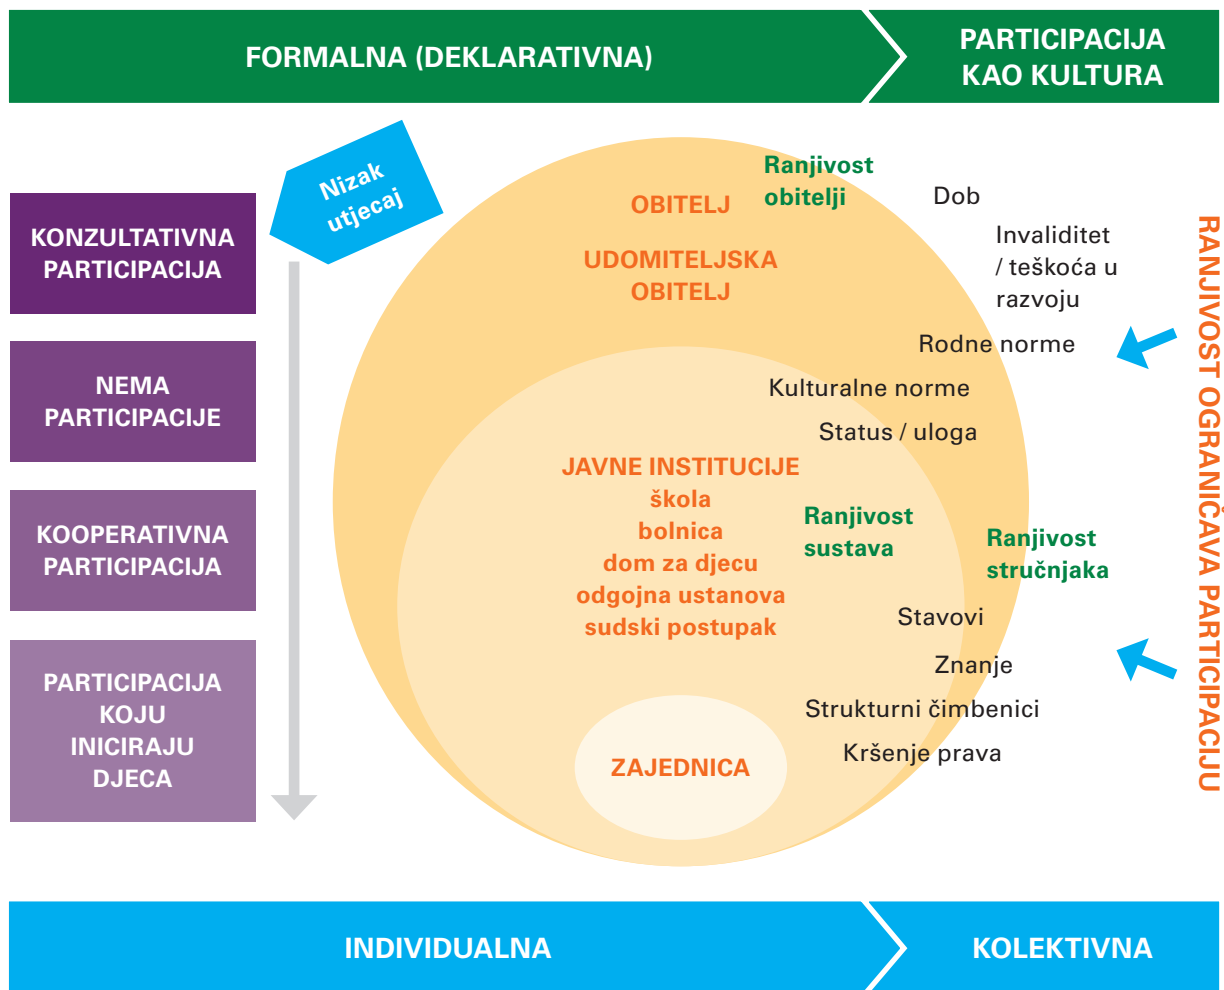 FORMALNA (DEKLARATIVNA)
PARTICIPACIJA
KAO KULTURA
Nizak
utjecaj
KONZULTATIVNA
PARTICIPACIJA
NEMA
PARTICIPACIJE
KOOPERATIVNA
PARTICIPACIJA
PARTICIPACIJA
KOJU
INICIRAJU
DJECA
OBITELJ
UDOMITELJSKA
OBITELJ
Ranjivost
obitelji
Dob
Invaliditet
/ teškoća u
razvoju
Rodne norme
Kulturalne norme
Status / uloga
JAVNE INSTITUCIJE
škola
bolnica
dom za djecu
odgojna ustanova
sudski postupak
Ranjivost
sustava
Ranjivost
stručnjaka
Stavovi
Znanje
Strukturni čimbenici
Kršenje prava
ZAJEDNICA
RANJIVOST OGRANIČAVA PARTICIPACIJU
INDIVIDUALNA
KOLEKTIVNA